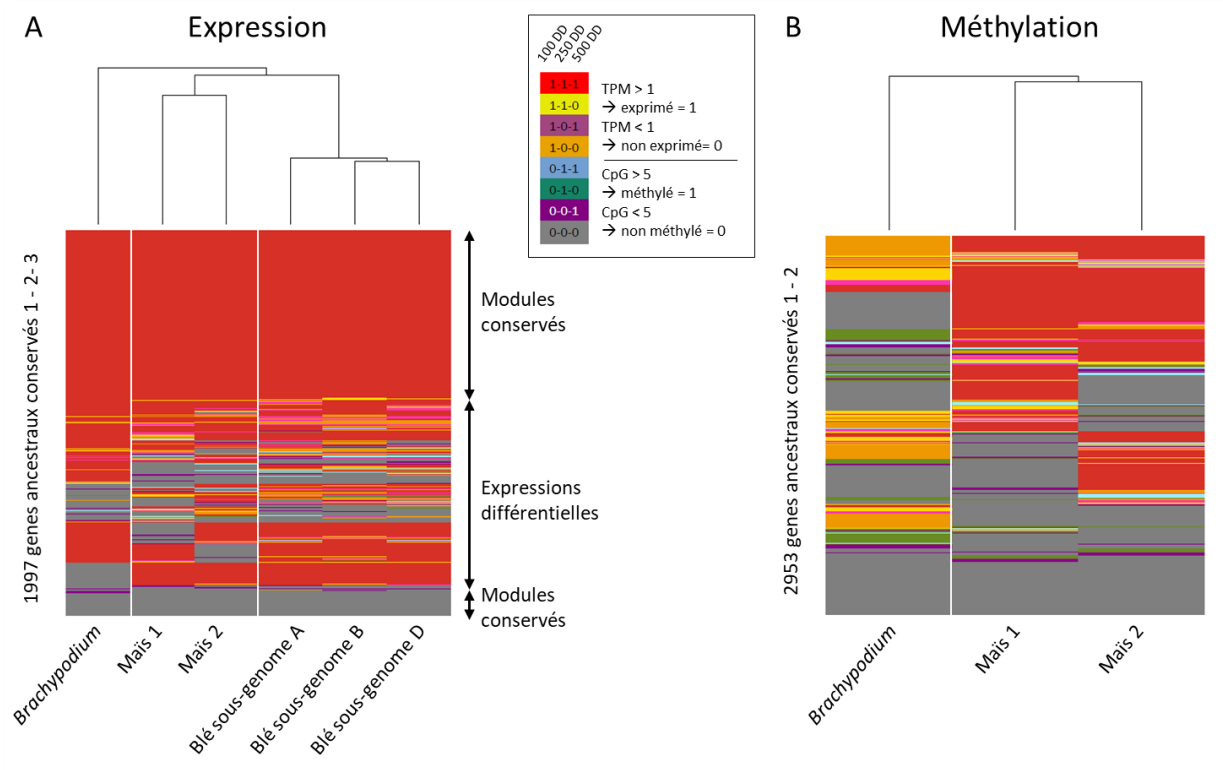 A
Expression
100 DD
250 DD
500 DD
1-1-1
1-1-0
1-0-1
1-0-0
0-1-1
0-1-0
0-0-1
0-0-0
TPM > 1
→ exprimé = 1
TPM < 1
→ non exprimé= 0
CpG > 5
→ méthylé = 1
CpG < 5
→ non méthylé = 0
B
Méthylation
1997 genes ancestraux conservés 1 - 2- 3
Modules
conservés
Expressions
différentielles
Modules
conservés
2953 genes ancestraux conservés 1 - 2
Brachypodium
Maïs 1
Maïs 2
Blé sous-genome A
Blé sous-genome B
Blé sous-genome D
Brachypodium
Maïs 1
Maïs 2